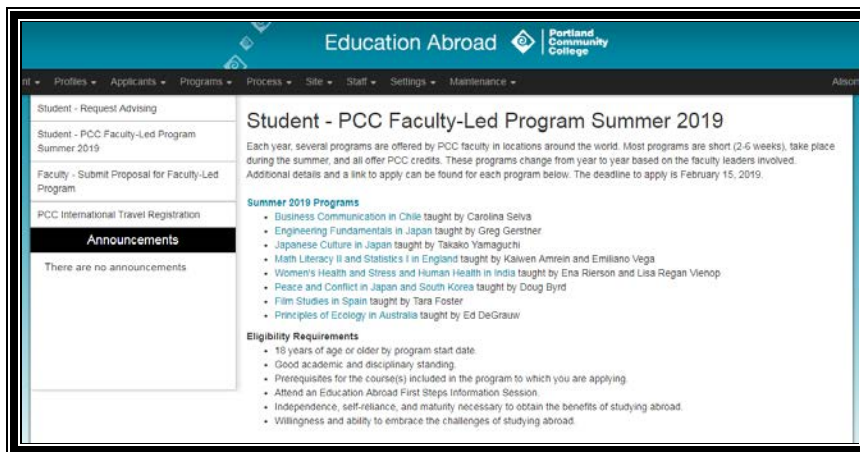 Education Abroad
Portland
Community
College
nt Profiles Applicants Programs Process Site Staff Settings Maintenance Alison
Student - Request Advising
Student - PCC Faculty-Led Program
Summer 2019
Faculty - Submit Proposal for Faculty-Led
Program
PCC International Travel Registration
Announcements
There are no announcements
Student - PCC Faculty-Led Program Summer 2019
Each year, several programs are offered by PCC faculty in locations around the world. Most programs are short (2-6 weeks), take place
during the summer, and all offer PCC credits. These programs change from year to year based on the faculty leaders involved.
Additional details and a link to apply can be found for each program below. The deadline to apply is February 15, 2019.
Summer 2019 Programs
• Business Communication in Chile taught by Carolina Selva
• Engineering Fundamentals in Japan taught by Greg Gerstner
• Japanese Culture in Japan taught by Takako Yamaguchi
• Math Literacy II and Statistics I in England taught by Kaiwen Amrein and Emiliano Vega
• Women's Health and Stress and Human Health in India taught by Ena Rierson and Lisa Regan Vienop
• Peace and Conflict in Japan and South Korea taught by Doug Byrd
• Film Studies in Spain taught by Tara Foster
• Principles of Ecology in Australia taught by Ed DeGrauw
Eligibility Requirements
• 18 years of age or older by program start date.
• Good academic and disciplinary standing.
• Prerequisites for the course(s) included in the program to which you are applying.
• Attend an Education Abroad First Steps Information Session.
• Independence, self-reliance, and maturity necessary to obtain the benefits of studying abroad.
• Willingness and ability to embrace the challenges of studying abroad.